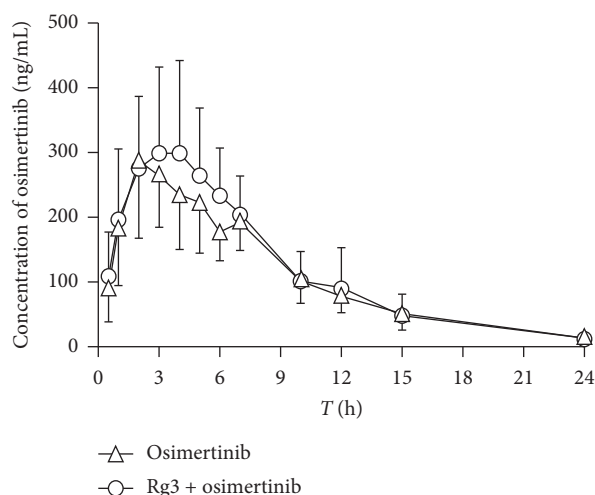 Concentration of osimertinib (ng/mL)
500
400
300
200
100
0
0 3 6 9 12 15 18 21 24
T (h)
Osimertinib
Rg3 + osimertinib